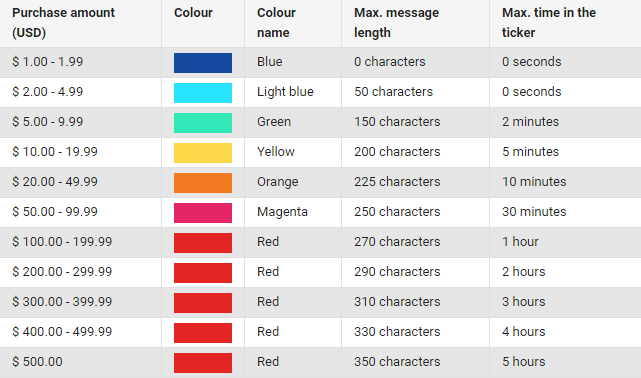 Purchase amount (USD) Colour Colour name Max. message length Max. time in the ticker
$ 1.00 - 1.99 Blue 0 characters 0 seconds
$ 2.00 - 4.99 Light blue 50 characters 0 seconds
$ 5.00 - 9.99 Green 150 characters 2 minutes
$ 10.00 - 19.99 Yellow 200 characters 5 minutes
$ 20.00 - 49.99 Orange 225 characters 10 minutes
$ 50.00 - 99.99 Magenta 250 characters 30 minutes
$ 100.00 - 199.99 Red 270 characters 1 hour
$ 200.00 - 299.99 Red 290 characters 2 hours
$ 300.00 - 399.99 Red 310 characters 3 hours
$ 400.00 - 499.99 Red 330 characters 4 hours
$ 500.00 Red 350 characters 5 hours